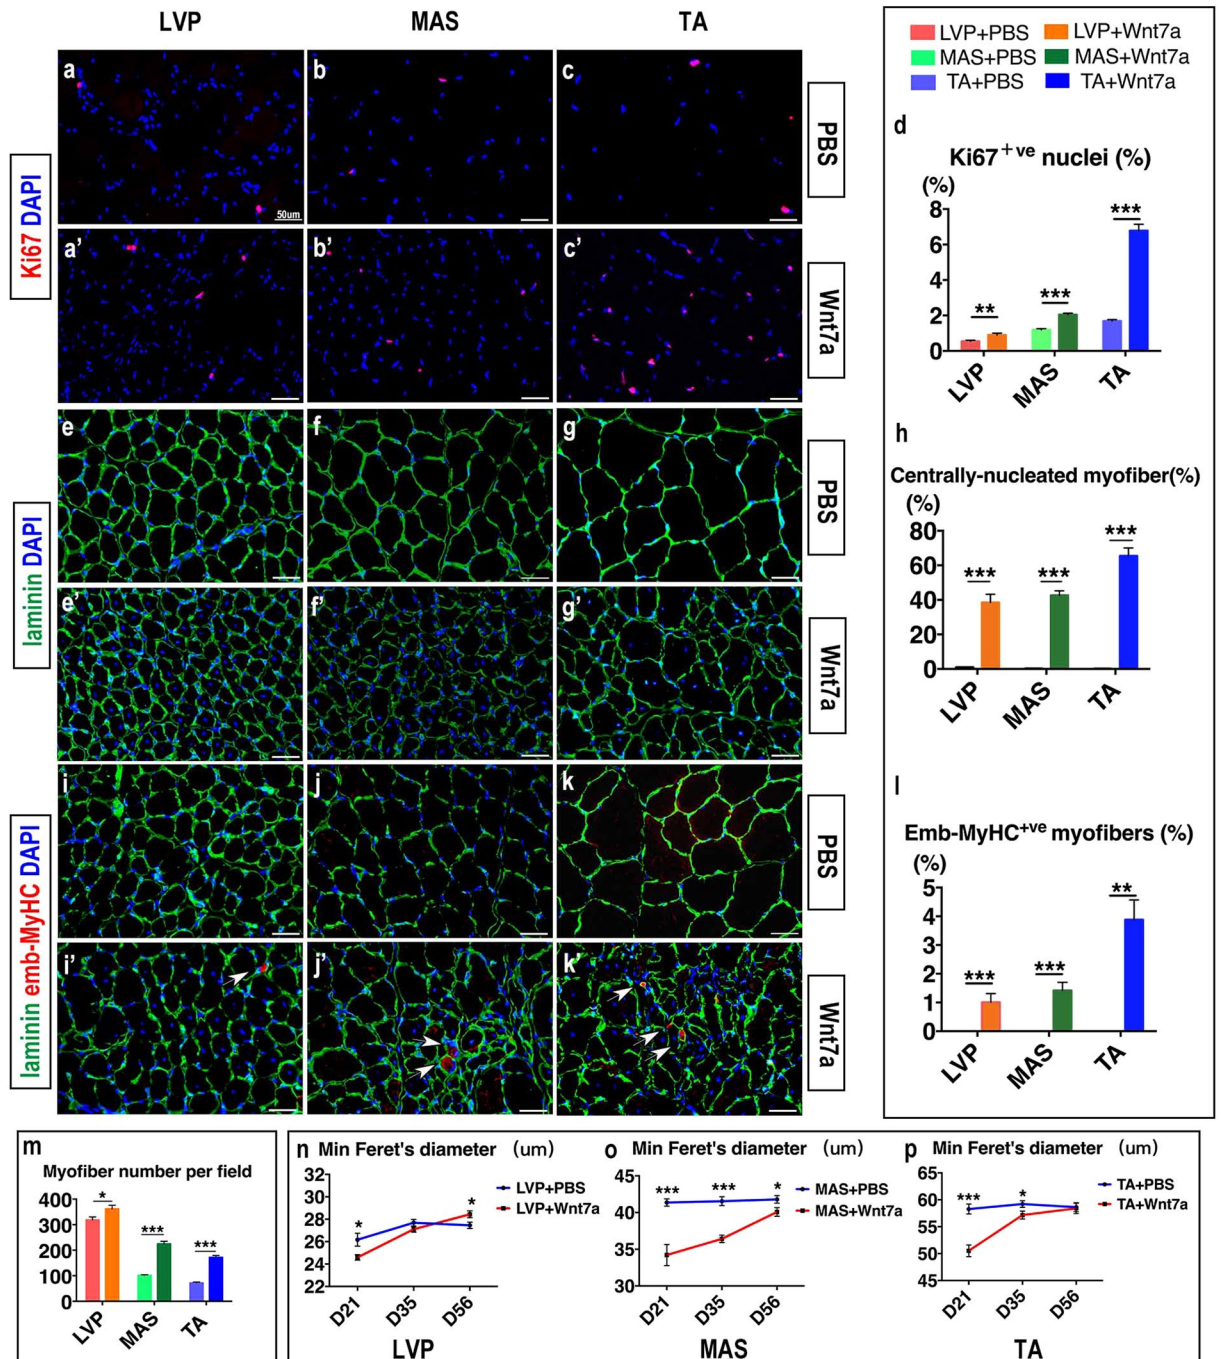 LVP MAS TA
Ki67 DAPI
a b c
PBS
50um
a' b' c'
Wnt7a
laminin DAPI
e f g
PBS
e' f' g'
Wnt7a
laminin emb-MyHC DAPI
i j k
PBS
i' j' k'
Wnt7a
LVP+PBS LVP+Wnt7a
MAS+PBS MAS+Wnt7a
TA+PBS TA+Wnt7a
d
Ki67+ve nuclei (%)
(%)
8
6
4
2
0
** *** ***
LVP MAS TA
h
Centrally-nucleated myofiber(%)
(%)
80
60
40
20
0
*** *** ***
LVP MAS TA
l
Emb-MyHC+ve myofibers (%)
(%)
5
4
3
2
1
0
*** *** **
LVP MAS TA
m
Myofiber number per field
400
300
200
100
0
* *** ***
LVP MAS TA
n Min Feret's diameter (um)
32
30
28
26
24
22
* *
LVP+PBS
LVP+Wnt7a
D21 D35 D56
LVP
o Min Feret's diameter (um)
45
40
35
30
*** *** *
MAS+PBS
MAS+Wnt7a
D21 D35 D56
MAS
p Min Feret's diameter (um)
65
60
55
50
45
*** *
TA+PBS
TA+Wnt7a
D21 D35 D56
TA